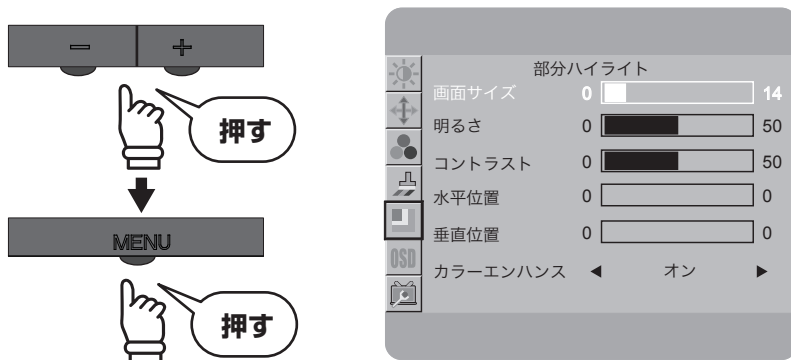 − +
押す
MENU
押す
部分ハイライト
画面サイズ 0 14
明るさ 0 50
コントラスト 0 50
水平位置 0 0
垂直位置 0 0
OSD
カラーエンハンス ◀ オン ▶